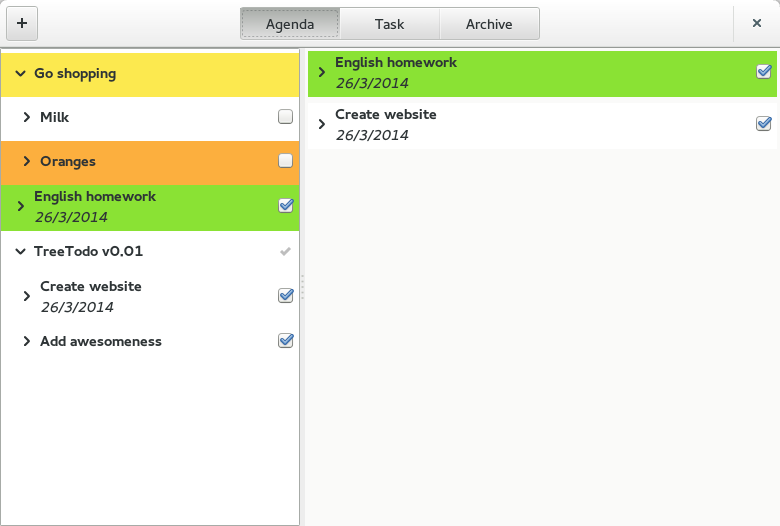 Agenda
Task
Archive
Go shopping
Milk
Oranges
English homework
26/3/2014
TreeTodo v0.01
Create website
26/3/2014
Add awesomeness
English homework
26/3/2014
Create website
26/3/2014